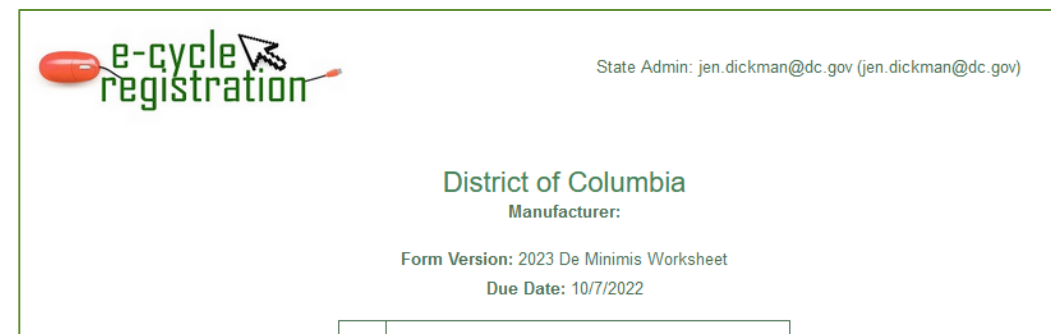 e-cycle
registration
State Admin: jen.dickman@dc.gov (jen.dickman@dc.gov)
District of Columbia
Manufacturer:
Form Version: 2023 De Minimis Worksheet
Due Date: 10/7/2022